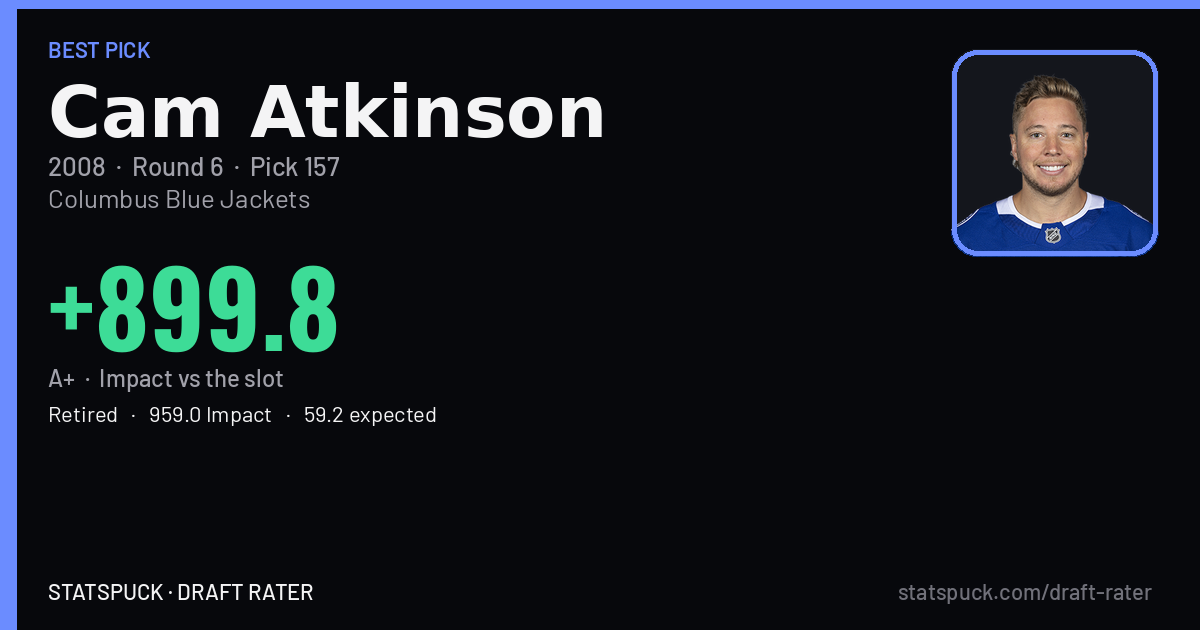 BEST PICK
Cam Atkinson
2008 · Round 6 · Pick 157
Columbus Blue Jackets
+899.8
A+ · Impact vs the slot
Retired · 959.0 Impact · 59.2 expected
STATSPUCK · DRAFT RATER
statspuck.com/draft-rater